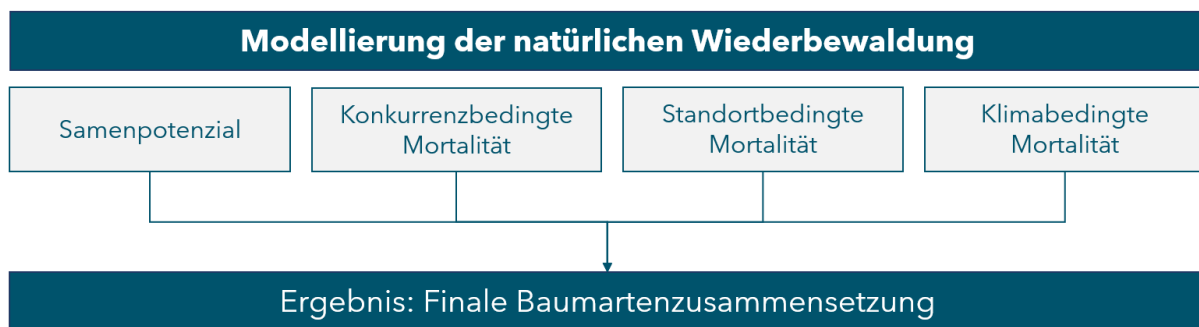 Modellierung der natürlichen Wiederbewaldung
Samenpotenzial
Konkurrenzbedingte
Mortalität
Standortbedingte
Mortalität
Klimabedingte
Mortalität
Ergebnis: Finale Baumartenzusammensetzung